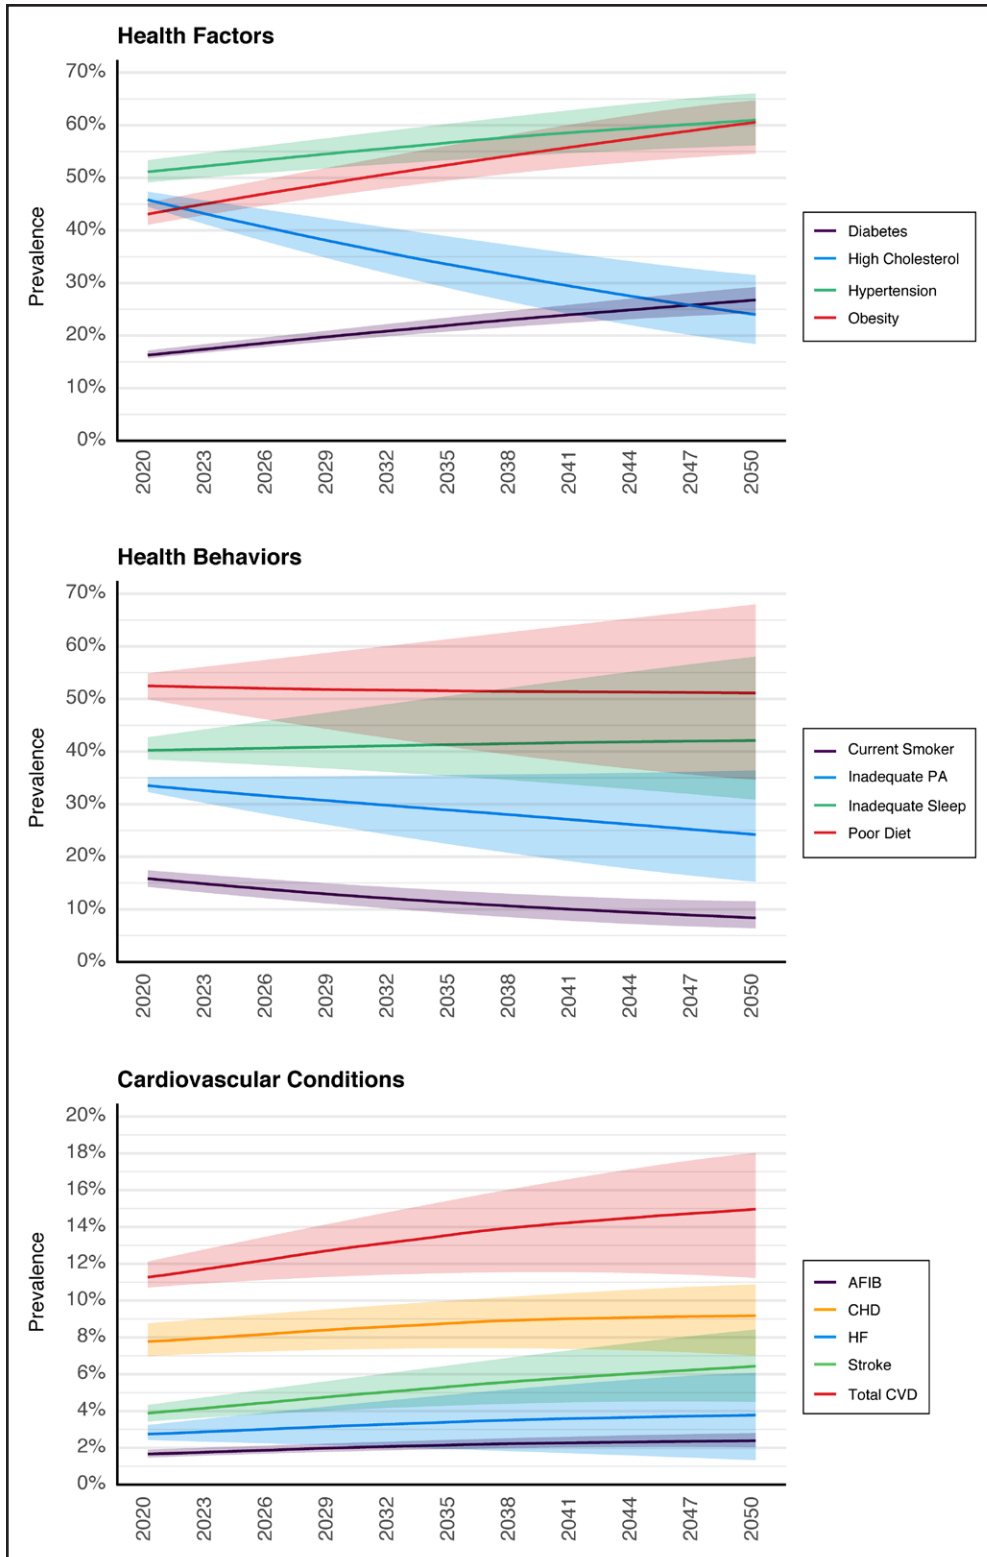 Health Factors
Prevalence
70%
60%
50%
40%
30%
20%
10%
0%
2020 2023 2026 2029 2032 2035 2038 2041 2044 2047 2050
Diabetes
High Cholesterol
Hypertension
Obesity
Health Behaviors
Prevalence
70%
60%
50%
40%
30%
20%
10%
0%
2020 2023 2026 2029 2032 2035 2038 2041 2044 2047 2050
Current Smoker
Inadequate PA
Inadequate Sleep
Poor Diet
Cardiovascular Conditions
Prevalence
20%
18%
16%
14%
12%
10%
8%
6%
4%
2%
0%
2020 2023 2026 2029 2032 2035 2038 2041 2044 2047 2050
AFIB
CHD
HF
Stroke
Total CVD